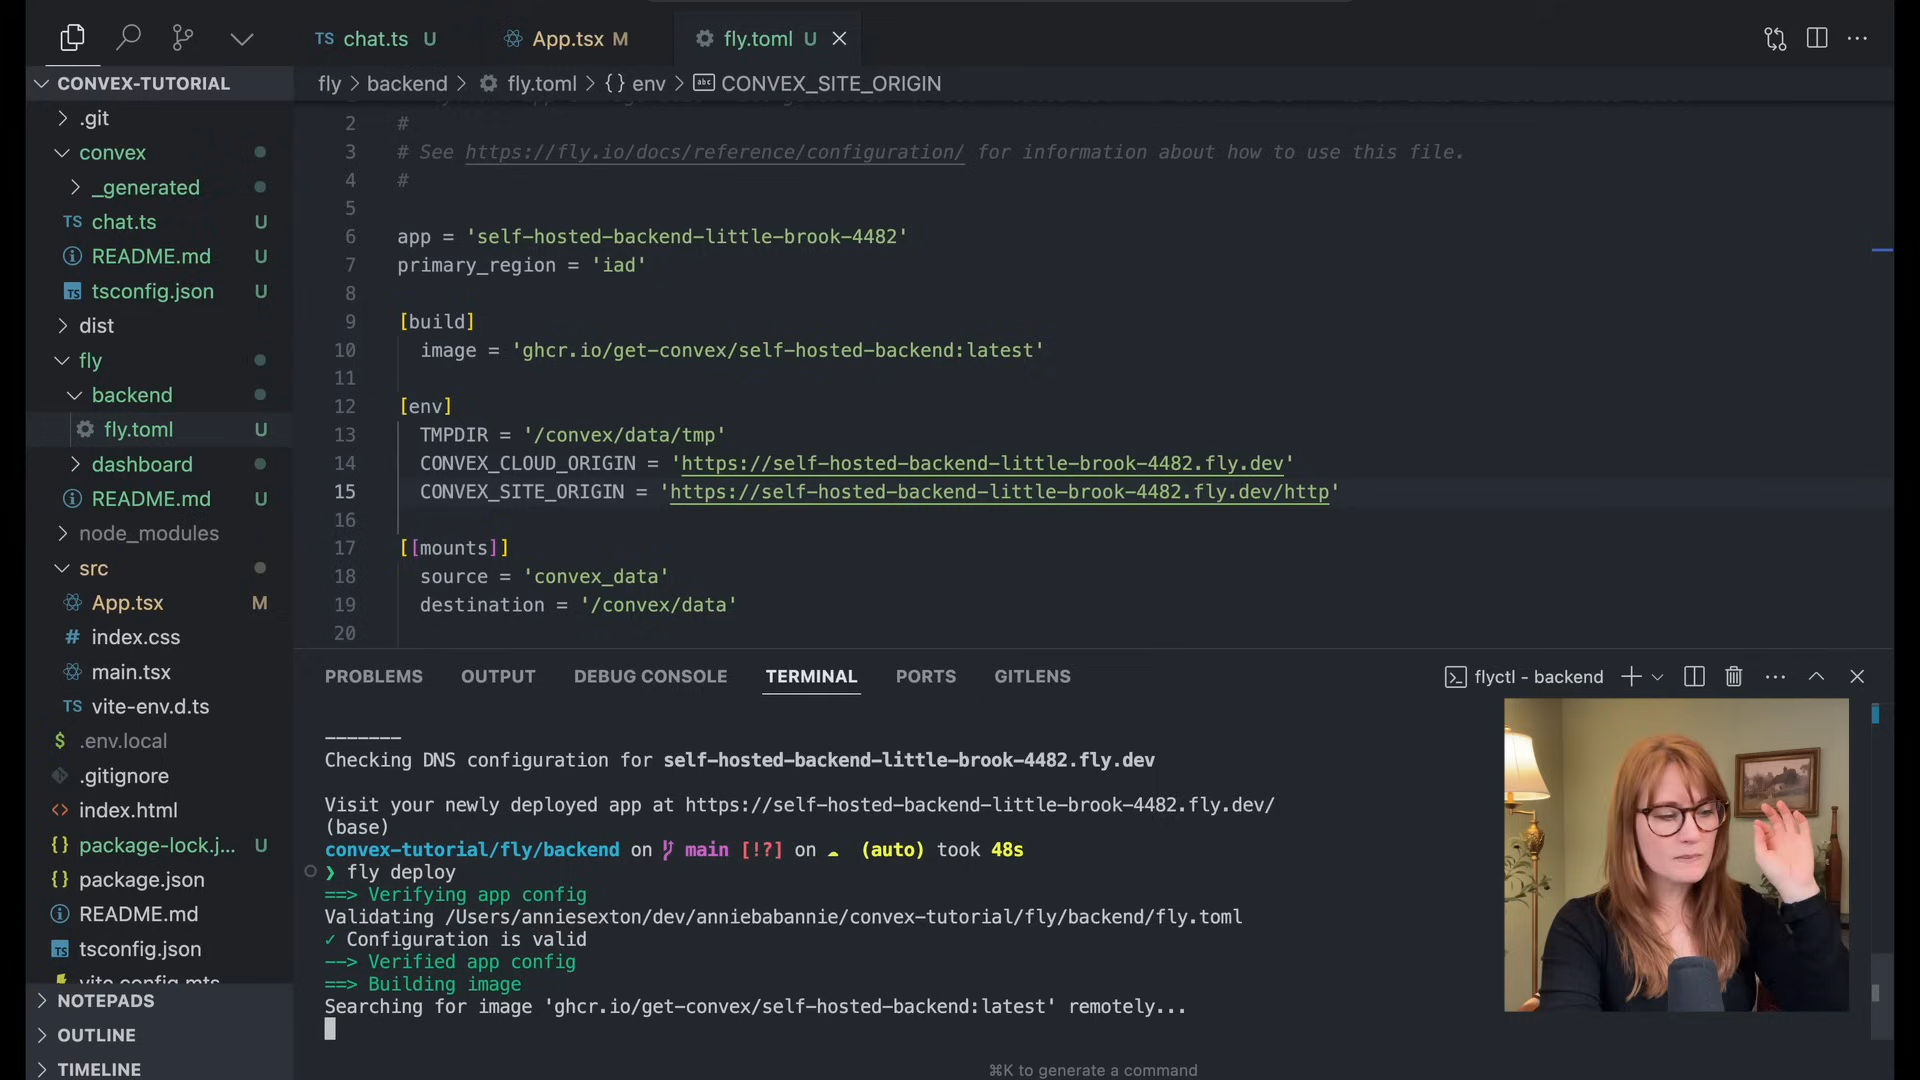 TS chat.ts U
App.tsx M
fly.toml U
CONVEX-TUTORIAL
fly > backend > fly.toml > {} env > abc CONVEX_SITE_ORIGIN
.git
convex
_generated
TS chat.ts U
README.md U
TS tsconfig.json U
dist
fly
backend
fly.toml U
dashboard
README.md U
node_modules
src
App.tsx M
# index.css
main.tsx
TS vite-env.d.ts
$ .env.local
.gitignore
<> index.html
{} package-lock.j... U
{} package.json
README.md
TS tsconfig.json
vite.config.mts
NOTEPADS
OUTLINE
TIMELINE
2 #
3 # See https://fly.io/docs/reference/configuration/ for information about how to use this file.
4 #
5
6 app = 'self-hosted-backend-little-brook-4482'
7 primary_region = 'iad'
8
9 [build]
10 image = 'ghcr.io/get-convex/self-hosted-backend:latest'
11
12 [env]
13 TMPDIR = '/convex/data/tmp'
14 CONVEX_CLOUD_ORIGIN = 'https://self-hosted-backend-little-brook-4482.fly.dev'
15 CONVEX_SITE_ORIGIN = 'https://self-hosted-backend-little-brook-4482.fly.dev/http'
16
17 [[mounts]]
18 source = 'convex_data'
19 destination = '/convex/data'
20
PROBLEMS OUTPUT DEBUG CONSOLE TERMINAL PORTS GITLENS
flyctl - backend
-------
Checking DNS configuration for self-hosted-backend-little-brook-4482.fly.dev
Visit your newly deployed app at https://self-hosted-backend-little-brook-4482.fly.dev/
(base)
convex-tutorial/fly/backend on main [!?] on ☁ (auto) took 48s
❯ fly deploy
==> Verifying app config
Validating /Users/anniesexton/dev/anniebabannie/convex-tutorial/fly/backend/fly.toml
✓ Configuration is valid
--> Verified app config
==> Building image
Searching for image 'ghcr.io/get-convex/self-hosted-backend:latest' remotely...
⌘K to generate a command